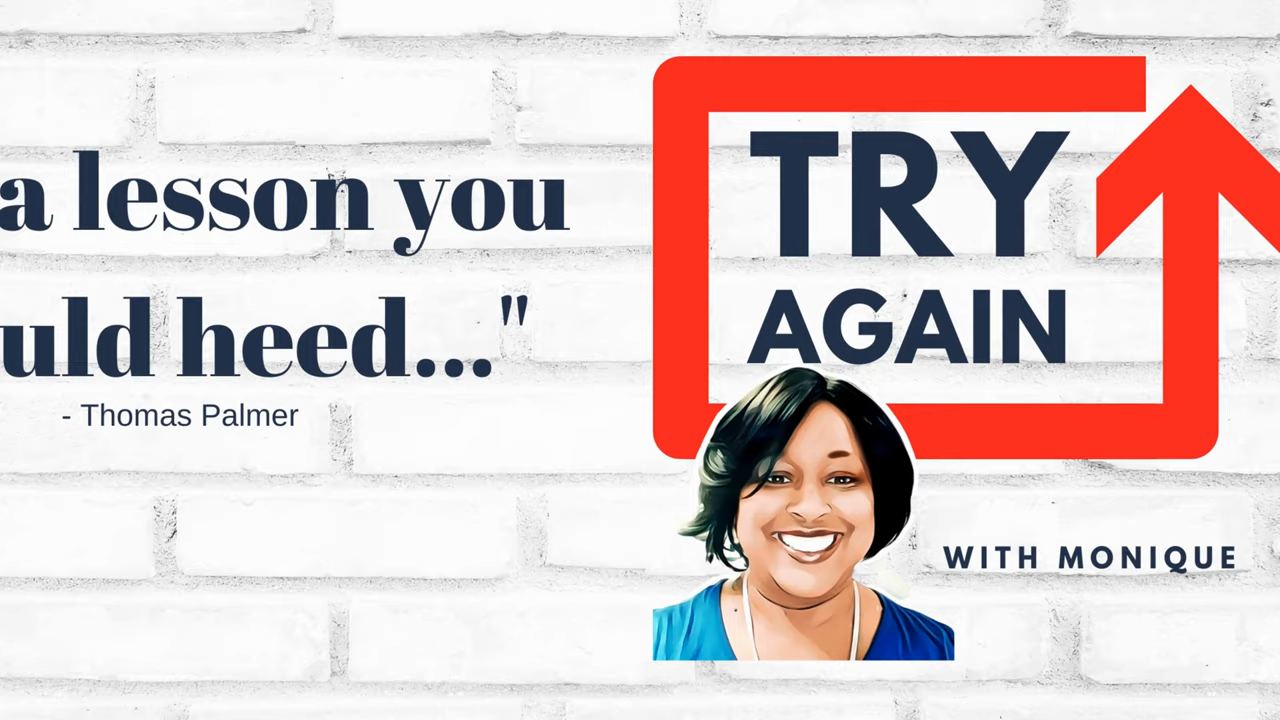 a lesson you
uld heed..."
- Thomas Palmer
TRY
AGAIN
WITH MONIQUE